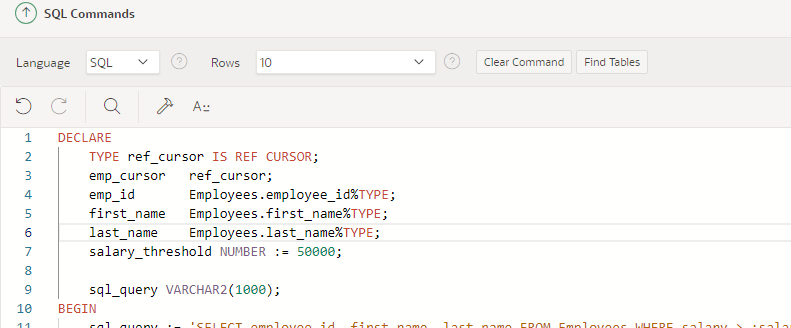 SQL Commands
Language SQL Rows 10 Clear Command Find Tables
A::
1 DECLARE
2 TYPE ref_cursor IS REF CURSOR;
3 emp_cursor ref_cursor;
4 emp_id Employees.employee_id%TYPE;
5 first_name Employees.first_name%TYPE;
6 last_name Employees.last_name%TYPE;
7 salary_threshold NUMBER := 50000;
8
9 sql_query VARCHAR2(1000);
10 BEGIN
11 sql_query := 'SELECT employee_id, first_name, last_name FROM Employees WHERE salary > :sala